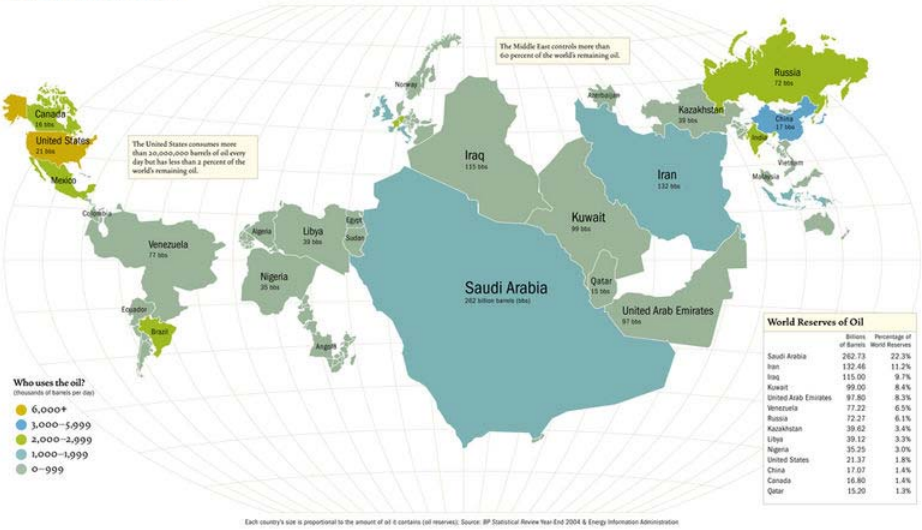 The Middle East controls more than
60 percent of the world's remaining oil.
Norway
Azerbaijan
Russia
72 bbs
Canada
16 bbs
United States
21 bbs
Mexico
The United States consumes more
than 20,000,000 barrels of oil every
day but has less than 2 percent of the
world's remaining oil.
Iraq
115 bbs
Kazakhstan
39 bbs
China
17 bbs
India
Vietnam
Malaysia
Iran
132 bbs
Colombia
Venezuela
77 bbs
Ecuador
Brazil
Algeria
Libya
39 bbs
Egypt
Sudan
Nigeria
35 bbs
Angola
Kuwait
99 bbs
Saudi Arabia
262 billion barrels (bbs)
Qatar
15 bbs
United Arab Emirates
97 bbs
Who uses the oil?
(thousands of barrels per day)
6,000+
3,000–5,999
2,000–2,999
1,000–1,999
0–999
World Reserves of Oil
Billions of Barrels Percentage of World Reserves
Saudi Arabia 262.73 22.3%
Iran 132.46 11.2%
Iraq 115.00 9.7%
Kuwait 99.00 8.4%
United Arab Emirates 97.80 8.3%
Venezuela 77.22 6.5%
Russia 72.27 6.1%
Kazakhstan 39.62 3.4%
Libya 39.12 3.3%
Nigeria 35.25 3.0%
United States 21.37 1.8%
China 17.07 1.4%
Canada 16.80 1.4%
Qatar 15.20 1.3%
Each country's size is proportional to the amount of oil it contains (oil reserves); Source: BP Statistical Review Year-End 2004 & Energy Information Administration